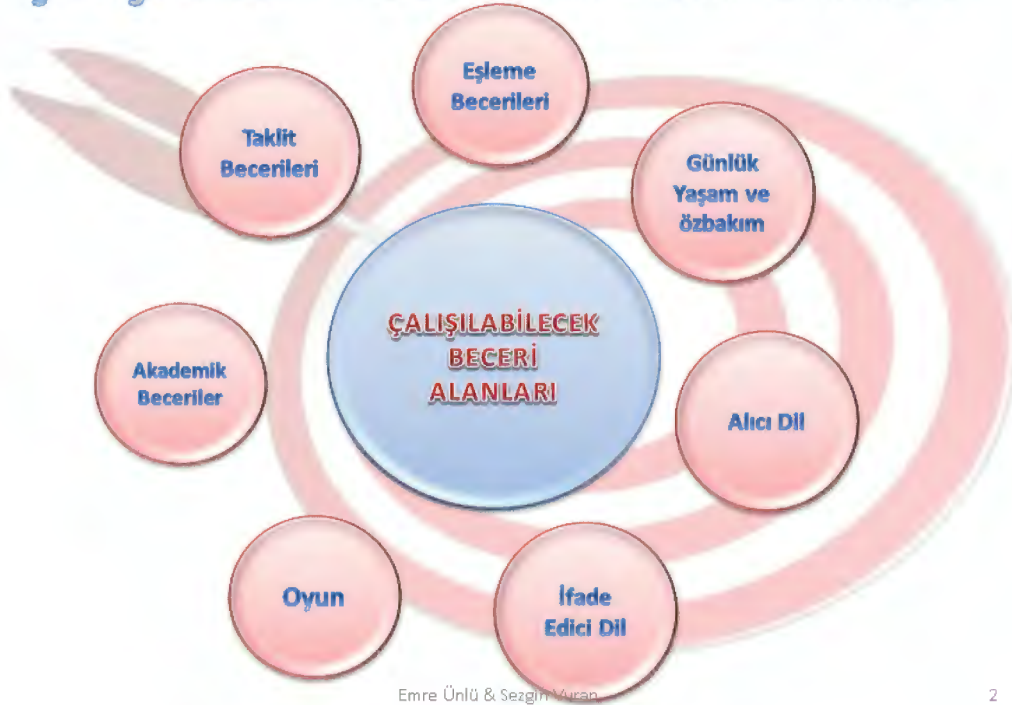 Eşleme
Becerileri
Taklit
Becerileri
Günlük
Yaşam ve
özbakım
ÇALIŞILABİLECEK
BECERİ
ALANLARI
Akademik
Beceriler
Alıcı Dil
Oyun
İfade
Edici Dil
Emre Ünlü & Sezgin Vuran
2